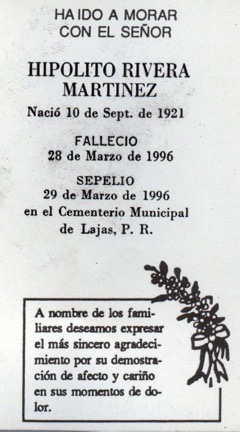 HA IDO A MORAR
CON EL SEÑOR
HIPOLITO RIVERA
MARTINEZ
Nació 10 de Sept. de 1921
FALLECIO
28 de Marzo de 1996
SEPELIO
29 de Marzo de 1996
en el Cementerio Municipal
de Lajas, P. R.
A nombre de los fami-
liares deseamos expresar
el más sincero agradeci-
miento por su demostra-
ción de afecto y cariño
en sus momentos de do-
lor.